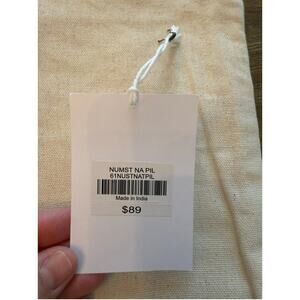 NUMST NA PIL
61NUSTNATPIL
Made in India
$89